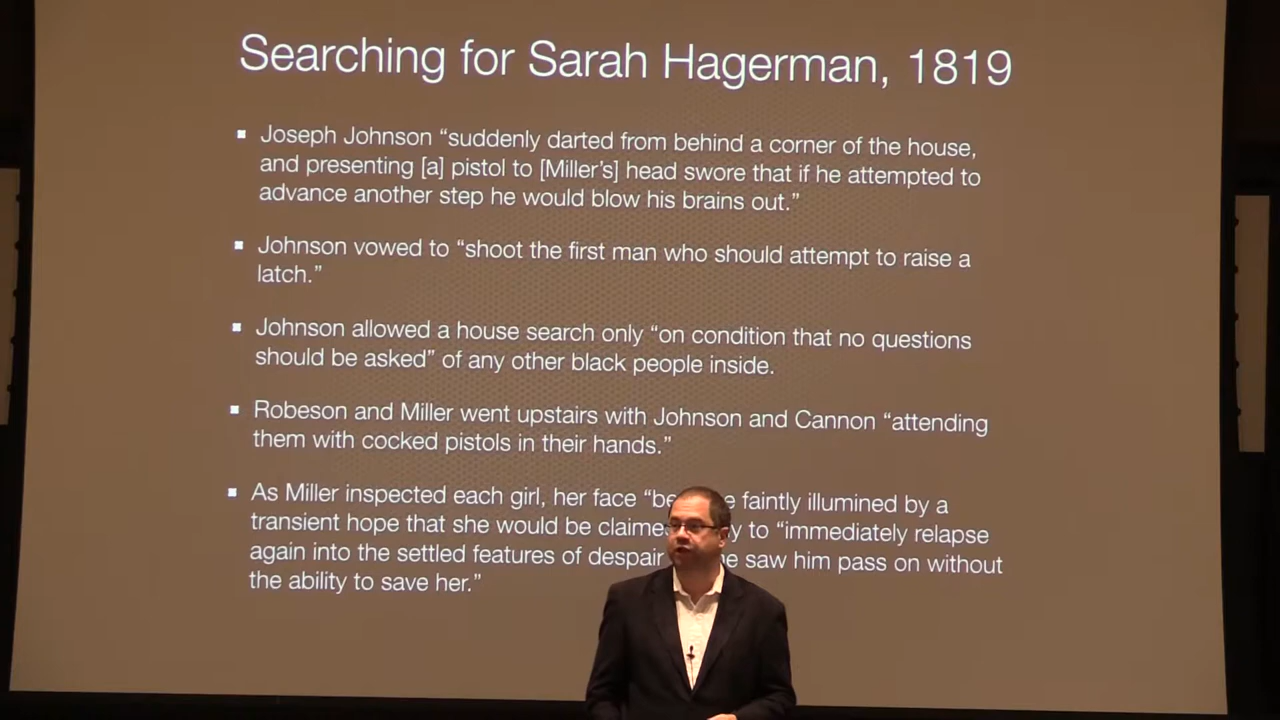 Searching for Sarah Hagerman, 1819
▪ Joseph Johnson “suddenly darted from behind a corner of the house,
and presenting [a] pistol to [Miller’s] head swore that if he attempted to
advance another step he would blow his brains out.”
▪ Johnson vowed to “shoot the first man who should attempt to raise a
latch.”
▪ Johnson allowed a house search only “on condition that no questions
should be asked” of any other black people inside.
▪ Robeson and Miller went upstairs with Johnson and Cannon “attending
them with cocked pistols in their hands.”
▪ As Miller inspected each girl, her face “ faintly illumined by a
transient hope that she would be to “immediately relapse
again into the settled features of despair saw him pass on without
the ability to save her.”